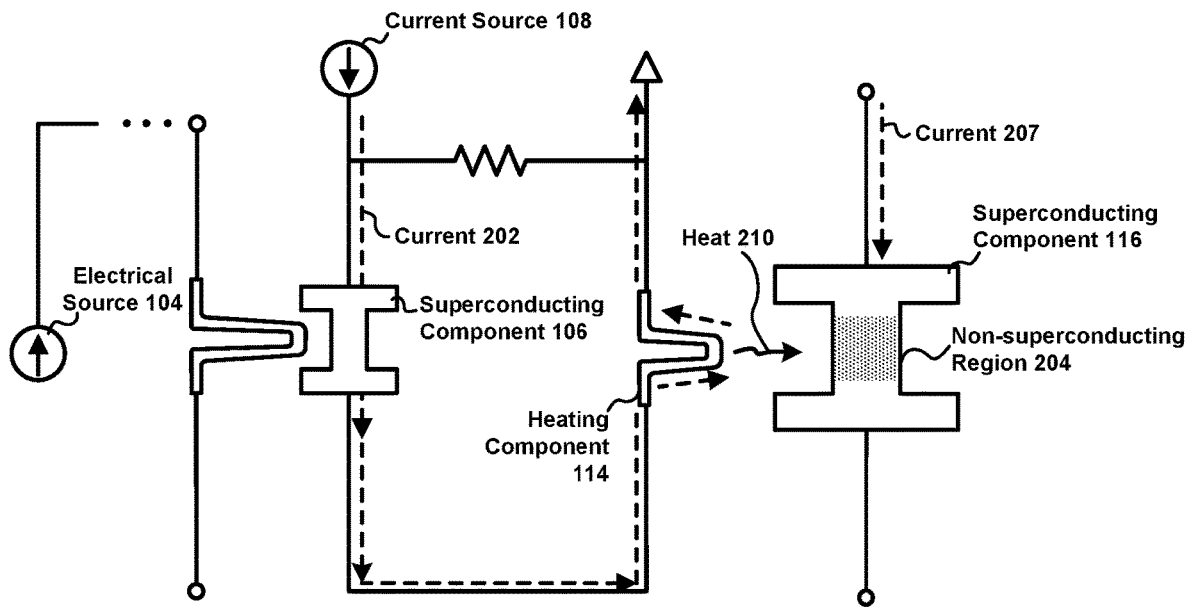 Current Source 108
Current 207
Current 202
Heat 210
Superconducting
Component 116
Electrical
Source 104
Superconducting
Component 106
Non-superconducting
Region 204
Heating
Component
114